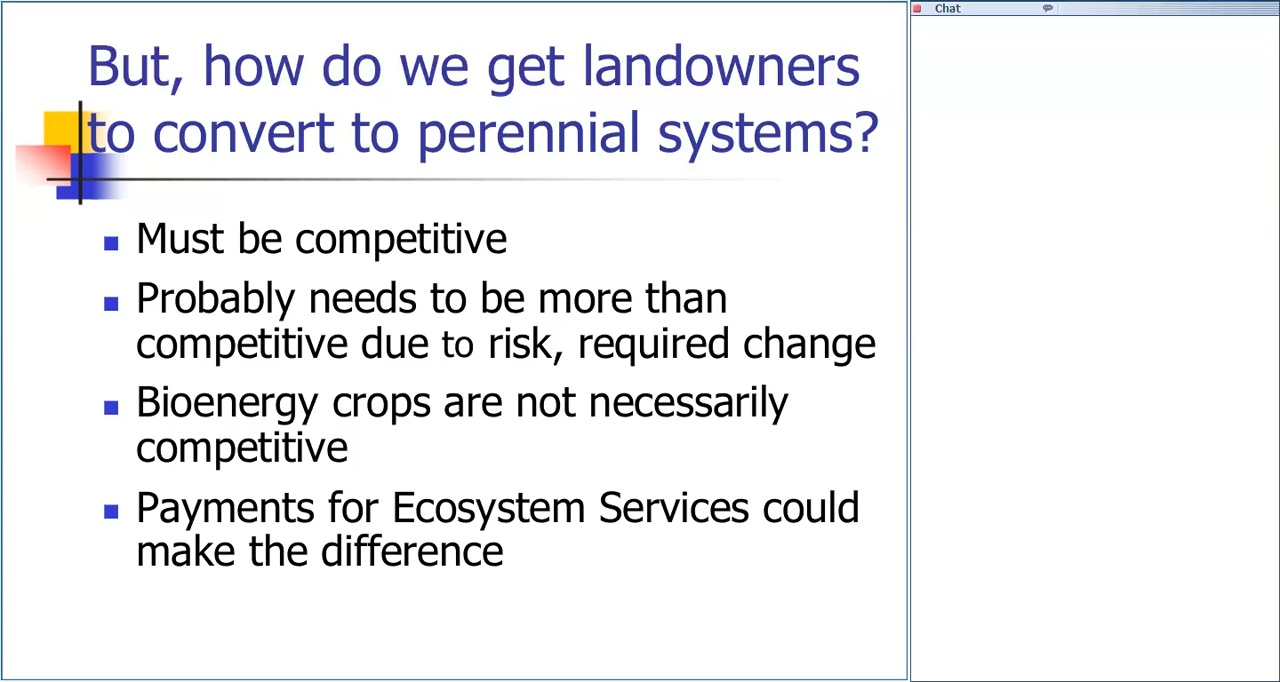 But, how do we get landowners
to convert to perennial systems?
Must be competitive
Probably needs to be more than
competitive due to risk, required change
Bioenergy crops are not necessarily
competitive
Payments for Ecosystem Services could
make the difference
Chat